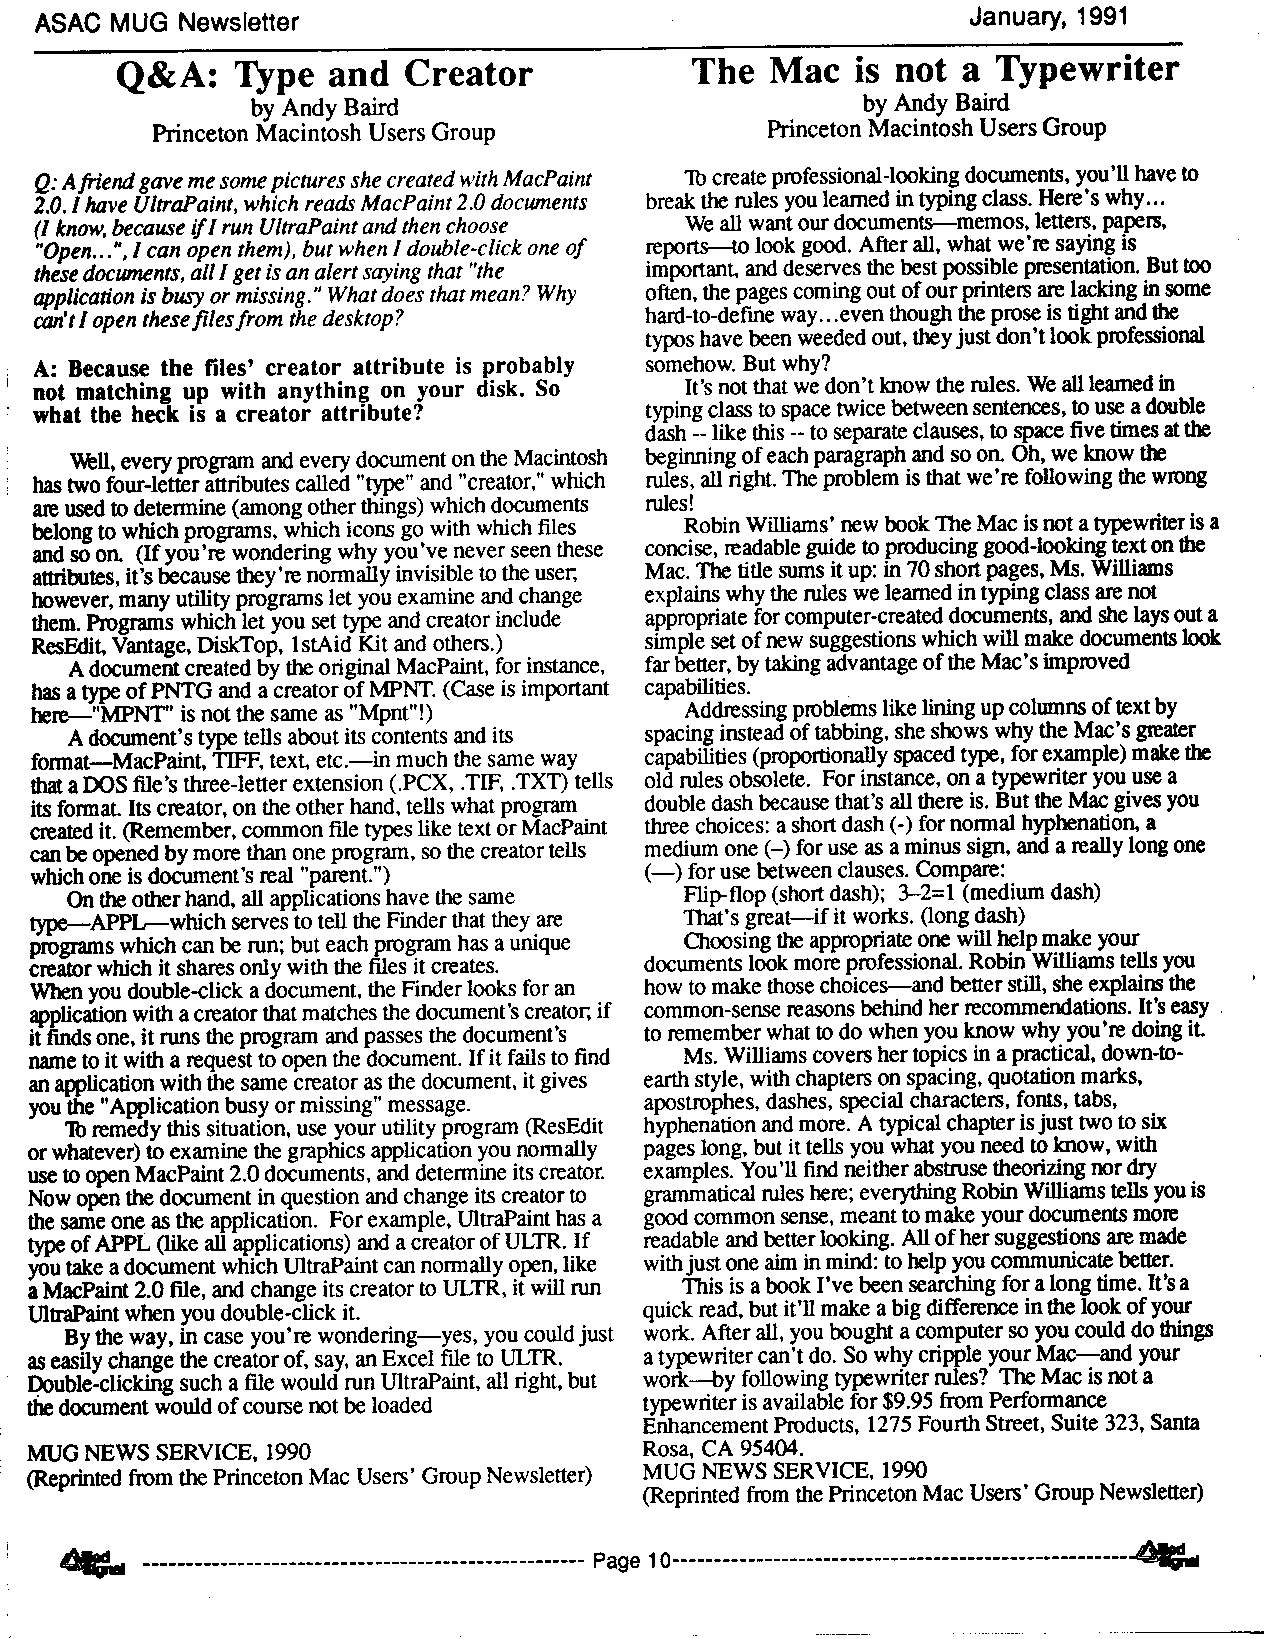 ASAC MUG Newsletter
January, 1991
Q&A: Type and Creator
by Andy Baird
Princeton Macintosh Users Group
Q: A friend gave me some pictures she created with MacPaint
2.0. I have UltraPaint, which reads MacPaint 2.0 documents
(I know, because if I run UltraPaint and then choose
"Open...", I can open them), but when I double-click one of
these documents, all I get is an alert saying that "the
application is busy or missing." What does that mean? Why
can't I open these files from the desktop?
A: Because the files' creator attribute is probably
not matching up with anything on your disk. So
what the heck is a creator attribute?
Well, every program and every document on the Macintosh
has two four-letter attributes called "type" and "creator," which
are used to determine (among other things) which documents
belong to which programs, which icons go with which files
and so on. (If you're wondering why you've never seen these
attributes, it's because they're normally invisible to the user;
however, many utility programs let you examine and change
them. Programs which let you set type and creator include
ResEdit, Vantage, DiskTop, 1stAid Kit and others.)
A document created by the original MacPaint, for instance,
has a type of PNTG and a creator of MPNT. (Case is important
here—"MPNT" is not the same as "Mpnt"!)
A document's type tells about its contents and its
format—MacPaint, TIFF, text, etc.—in much the same way
that a DOS file's three-letter extension (.PCX, .TIF, .TXT) tells
its format. Its creator, on the other hand, tells what program
created it. (Remember, common file types like text or MacPaint
can be opened by more than one program, so the creator tells
which one is document's real "parent.")
On the other hand, all applications have the same
type—APPL—which serves to tell the Finder that they are
programs which can be run; but each program has a unique
creator which it shares only with the files it creates.
When you double-click a document, the Finder looks for an
application with a creator that matches the document's creator; if
it finds one, it runs the program and passes the document's
name to it with a request to open the document. If it fails to find
an application with the same creator as the document, it gives
you the "Application busy or missing" message.
To remedy this situation, use your utility program (ResEdit
or whatever) to examine the graphics application you normally
use to open MacPaint 2.0 documents, and determine its creator.
Now open the document in question and change its creator to
the same one as the application. For example, UltraPaint has a
type of APPL (like all applications) and a creator of ULTR. If
you take a document which UltraPaint can normally open, like
a MacPaint 2.0 file, and change its creator to ULTR, it will run
UltraPaint when you double-click it.
By the way, in case you're wondering—yes, you could just
as easily change the creator of, say, an Excel file to ULTR.
Double-clicking such a file would run UltraPaint, all right, but
the document would of course not be loaded
MUG NEWS SERVICE, 1990
(Reprinted from the Princeton Mac Users' Group Newsletter)
The Mac is not a Typewriter
by Andy Baird
Princeton Macintosh Users Group
To create professional-looking documents, you'll have to
break the rules you learned in typing class. Here's why...
We all want our documents—memos, letters, papers,
reports—to look good. After all, what we're saying is
important, and deserves the best possible presentation. But too
often, the pages coming out of our printers are lacking in some
hard-to-define way...even though the prose is tight and the
typos have been weeded out, they just don't look professional
somehow. But why?
It's not that we don't know the rules. We all learned in
typing class to space twice between sentences, to use a double
dash -- like this -- to separate clauses, to space five times at the
beginning of each paragraph and so on. Oh, we know the
rules, all right. The problem is that we're following the wrong
rules!
Robin Williams' new book The Mac is not a typewriter is a
concise, readable guide to producing good-looking text on the
Mac. The title sums it up: in 70 short pages, Ms. Williams
explains why the rules we learned in typing class are not
appropriate for computer-created documents, and she lays out a
simple set of new suggestions which will make documents look
far better, by taking advantage of the Mac's improved
capabilities.
Addressing problems like lining up columns of text by
spacing instead of tabbing, she shows why the Mac's greater
capabilities (proportionally spaced type, for example) make the
old rules obsolete. For instance, on a typewriter you use a
double dash because that's all there is. But the Mac gives you
three choices: a short dash (-) for normal hyphenation, a
medium one (–) for use as a minus sign, and a really long one
(—) for use between clauses. Compare:
Flip-flop (short dash); 3–2=1 (medium dash)
That's great—if it works. (long dash)
Choosing the appropriate one will help make your
documents look more professional. Robin Williams tells you
how to make those choices—and better still, she explains the
common-sense reasons behind her recommendations. It's easy
to remember what to do when you know why you're doing it.
Ms. Williams covers her topics in a practical, down-to-
earth style, with chapters on spacing, quotation marks,
apostrophes, dashes, special characters, fonts, tabs,
hyphenation and more. A typical chapter is just two to six
pages long, but it tells you what you need to know, with
examples. You'll find neither abstruse theorizing nor dry
grammatical rules here; everything Robin Williams tells you is
good common sense, meant to make your documents more
readable and better looking. All of her suggestions are made
with just one aim in mind: to help you communicate better.
This is a book I've been searching for a long time. It's a
quick read, but it'll make a big difference in the look of your
work. After all, you bought a computer so you could do things
a typewriter can't do. So why cripple your Mac—and your
work—by following typewriter rules? The Mac is not a
typewriter is available for $9.95 from Performance
Enhancement Products, 1275 Fourth Street, Suite 323, Santa
Rosa, CA 95404.
MUG NEWS SERVICE, 1990
(Reprinted from the Princeton Mac Users' Group Newsletter)
Allied Signal
Page 10
Allied Signal